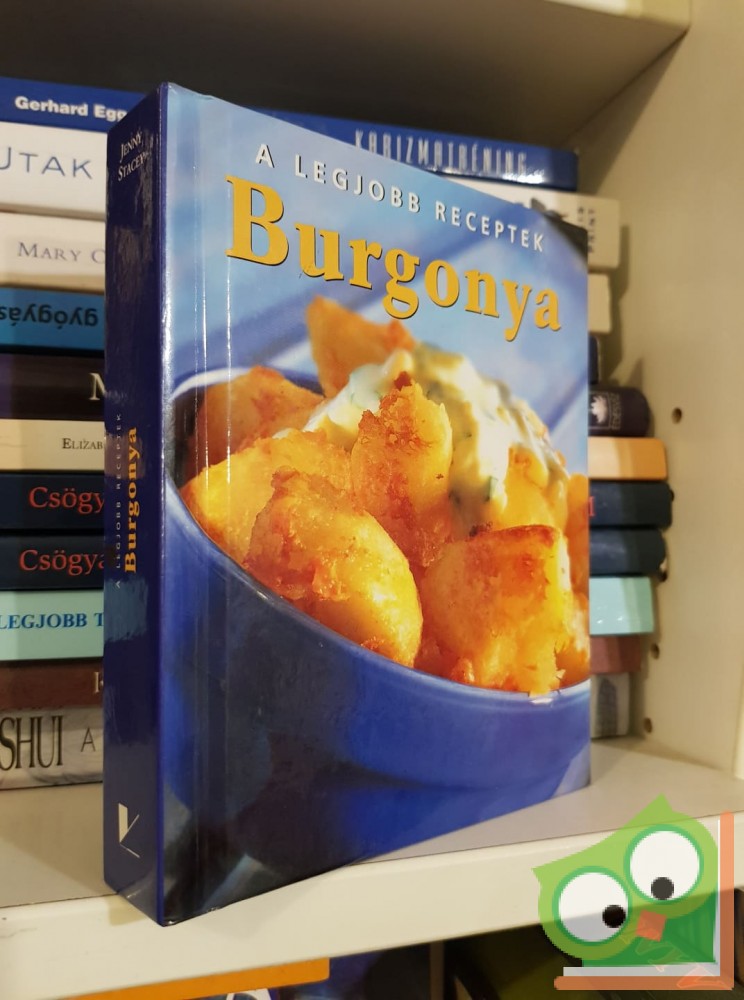 A LEGJOBB RECEPTEK
Burgonya
JENNY
STACEY
A LEGJOBB RECEPTEK
Burgonya
Gerhard Egg
KARIZMATRÉNING
UTAK
MARY C
gyógyás
ELIZAB
Csögy
Csögya
LEGJOBB T
SHUI A